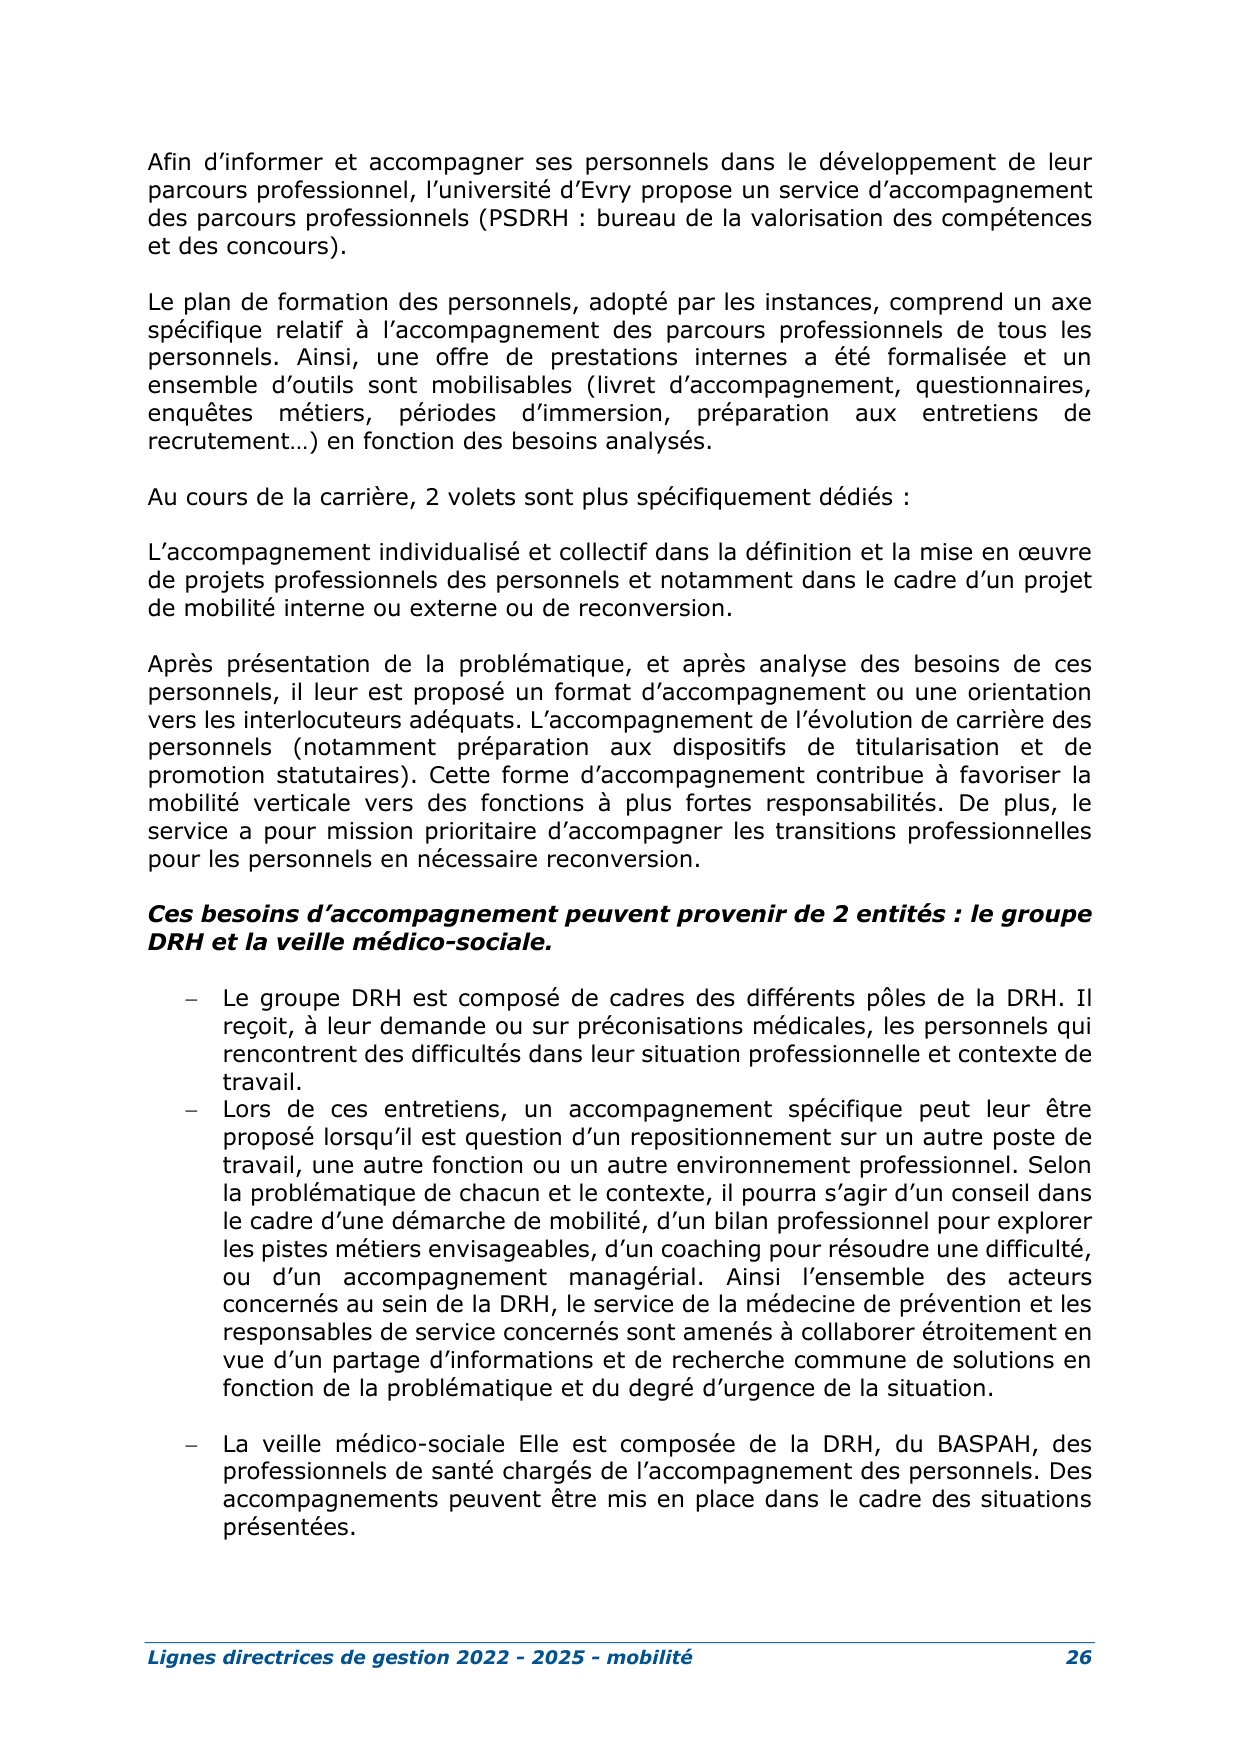 Afin d’informer et accompagner ses personnels dans le développement de leur
parcours professionnel, l’université d’Evry propose un service d’accompagnement
des parcours professionnels (PSDRH : bureau de la valorisation des compétences
et des concours).
Le plan de formation des personnels, adopté par les instances, comprend un axe
spécifique relatif à l’accompagnement des parcours professionnels de tous les
personnels. Ainsi, une offre de prestations internes a été formalisée et un
ensemble d’outils sont mobilisables (livret d’accompagnement, questionnaires,
enquêtes métiers, périodes d’immersion, préparation aux entretiens de
recrutement…) en fonction des besoins analysés.
Au cours de la carrière, 2 volets sont plus spécifiquement dédiés :
L’accompagnement individualisé et collectif dans la définition et la mise en œuvre
de projets professionnels des personnels et notamment dans le cadre d’un projet
de mobilité interne ou externe ou de reconversion.
Après présentation de la problématique, et après analyse des besoins de ces
personnels, il leur est proposé un format d’accompagnement ou une orientation
vers les interlocuteurs adéquats. L’accompagnement de l’évolution de carrière des
personnels (notamment préparation aux dispositifs de titularisation et de
promotion statutaires). Cette forme d’accompagnement contribue à favoriser la
mobilité verticale vers des fonctions à plus fortes responsabilités. De plus, le
service a pour mission prioritaire d’accompagner les transitions professionnelles
pour les personnels en nécessaire reconversion.
Ces besoins d’accompagnement peuvent provenir de 2 entités : le groupe
DRH et la veille médico-sociale.
– Le groupe DRH est composé de cadres des différents pôles de la DRH. Il
reçoit, à leur demande ou sur préconisations médicales, les personnels qui
rencontrent des difficultés dans leur situation professionnelle et contexte de
travail.
– Lors de ces entretiens, un accompagnement spécifique peut leur être
proposé lorsqu’il est question d’un repositionnement sur un autre poste de
travail, une autre fonction ou un autre environnement professionnel. Selon
la problématique de chacun et le contexte, il pourra s’agir d’un conseil dans
le cadre d’une démarche de mobilité, d’un bilan professionnel pour explorer
les pistes métiers envisageables, d’un coaching pour résoudre une difficulté,
ou d’un accompagnement managérial. Ainsi l’ensemble des acteurs
concernés au sein de la DRH, le service de la médecine de prévention et les
responsables de service concernés sont amenés à collaborer étroitement en
vue d’un partage d’informations et de recherche commune de solutions en
fonction de la problématique et du degré d’urgence de la situation.
– La veille médico-sociale Elle est composée de la DRH, du BASPAH, des
professionnels de santé chargés de l’accompagnement des personnels. Des
accompagnements peuvent être mis en place dans le cadre des situations
présentées.
Lignes directrices de gestion 2022 - 2025 - mobilité 26